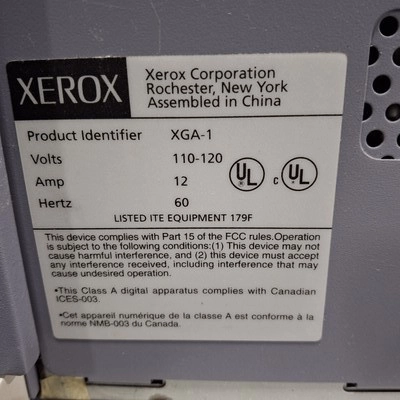 XEROX
Xerox Corporation
Rochester, New York
Assembled in China
Product Identifier XGA-1
Volts 110-120
Amp 12
Hertz 60
UL
c UL
LISTED ITE EQUIPMENT 179F
This device complies with Part 15 of the FCC rules.Operation
is subject to the following conditions:(1) This device may not
cause harmful interference, and (2) this device must accept
any interference received, including interference that may
cause undesired operation.
•This Class A digital apparatus complies with Canadian
ICES-003.
•Cet appareil numérique de la classe A est conforme à la
norme NMB-003 du Canada.